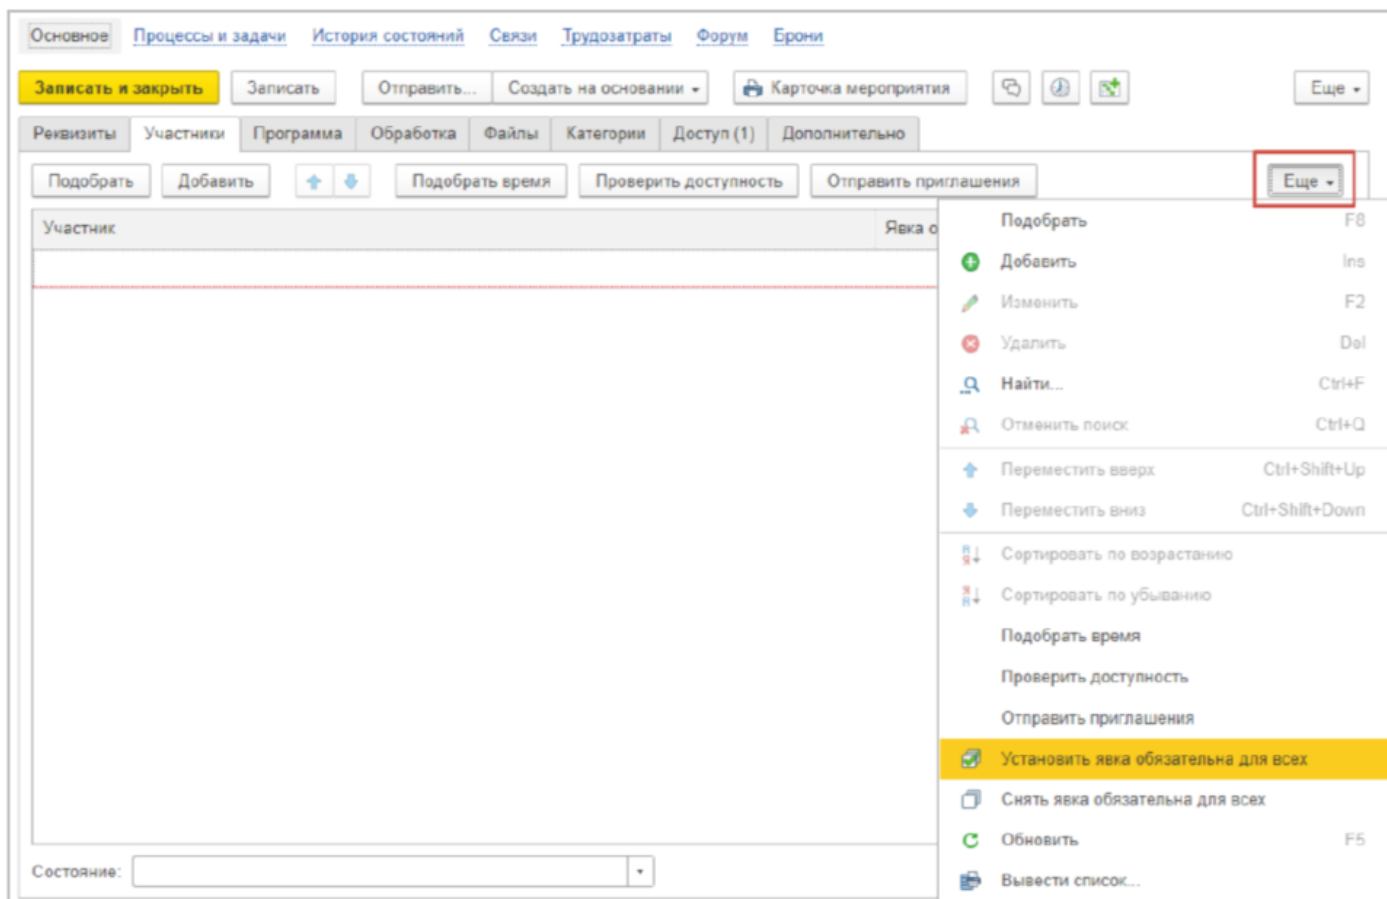 Основное Процессы и задачи История состояний Связи Трудозатраты Форум Брони
Записать и закрыть Записать Отправить... Создать на основании Карточка мероприятия Еще
Реквизиты Участники Программа Обработка Файлы Категории Доступ (1) Дополнительно
Подобрать Добавить Подобрать время Проверить доступность Отправить приглашения Еще
Участник Явка о
Подобрать F8
Добавить Ins
Изменить F2
Удалить Del
Найти... Ctrl+F
Отменить поиск Ctrl+Q
Переместить вверх Ctrl+Shift+Up
Переместить вниз Ctrl+Shift+Down
Сортировать по возрастанию
Сортировать по убыванию
Подобрать время
Проверить доступность
Отправить приглашения
Установить явка обязательна для всех
Снять явка обязательна для всех
Обновить F5
Вывести список...
Состояние: